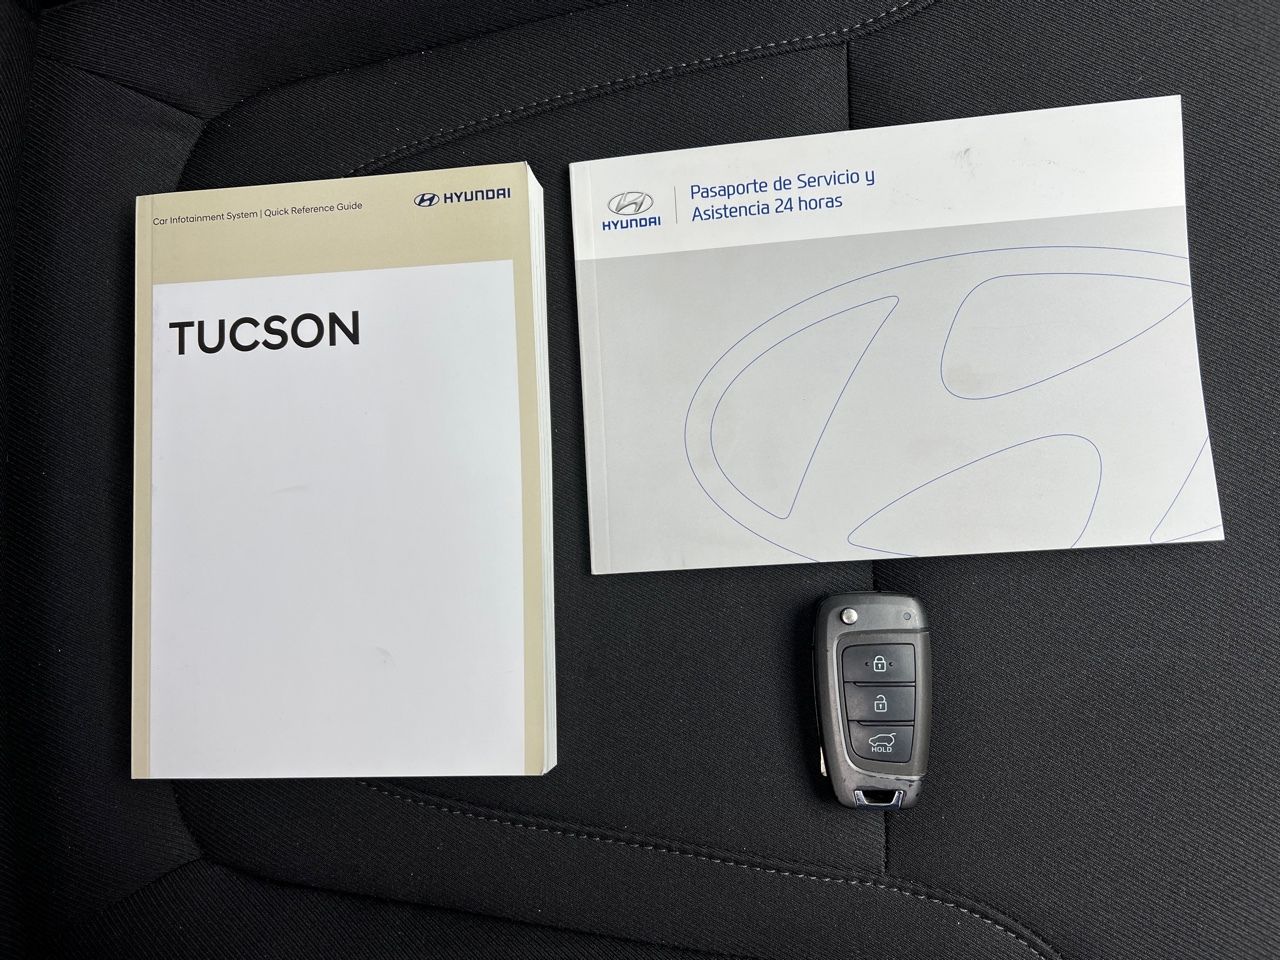 Car Infotainment System | Quick Reference Guide
HYUNDAI
TUCSON
HYUNDAI
Pasaporte de Servicio y
Asistencia 24 horas
HOLD